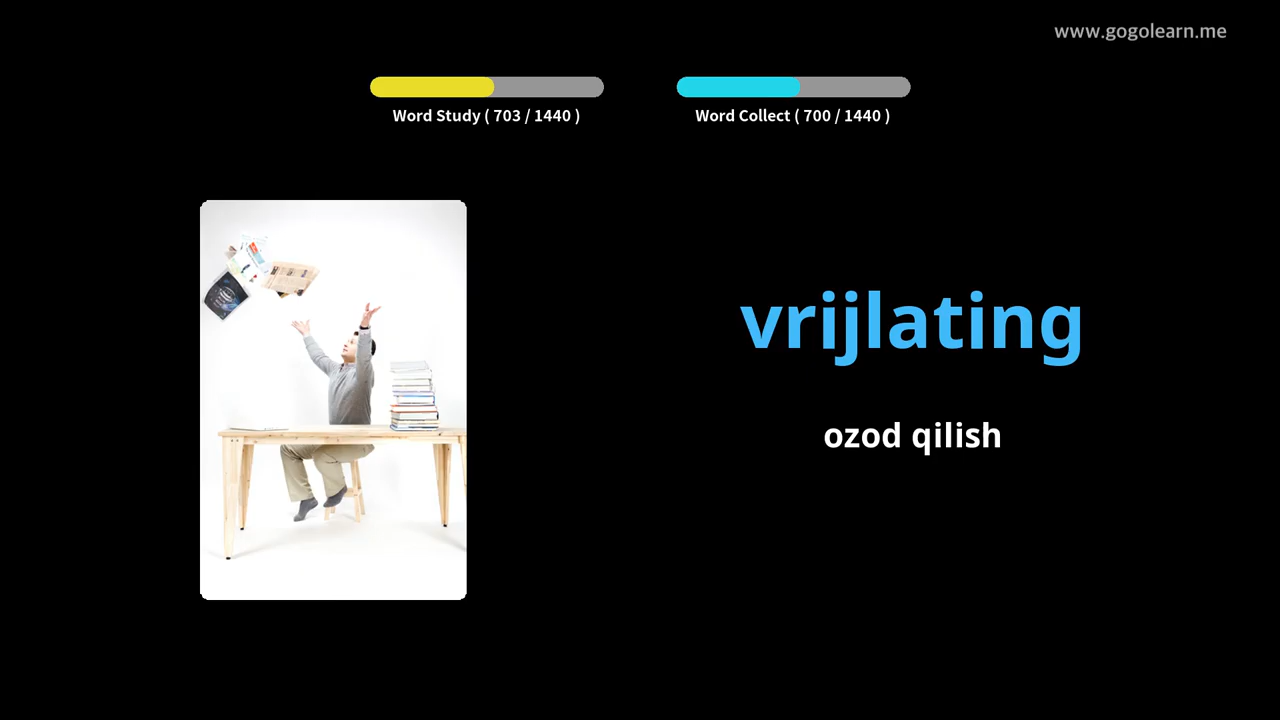 www.gogolearn.me
Word Study ( 703 / 1440 )
Word Collect ( 700 / 1440 )
vrijlating
ozod qilish